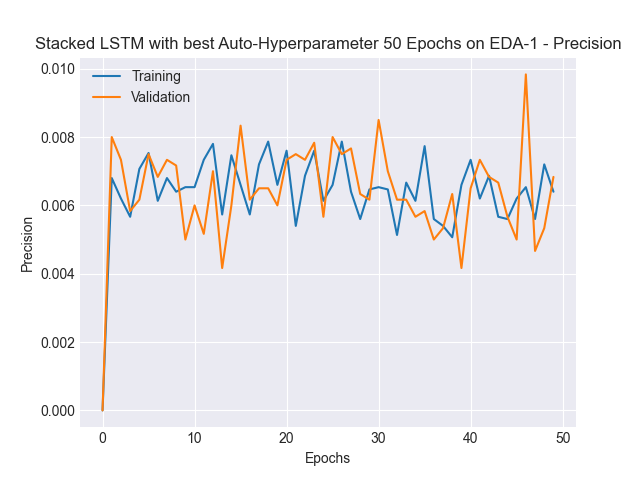 Stacked LSTM with best Auto-Hyperparameter 50 Epochs on EDA-1 - Precision
Training
Validation
0.010
0.008
0.006
0.004
0.002
0.000
Precision
0 10 20 30 40 50
Epochs